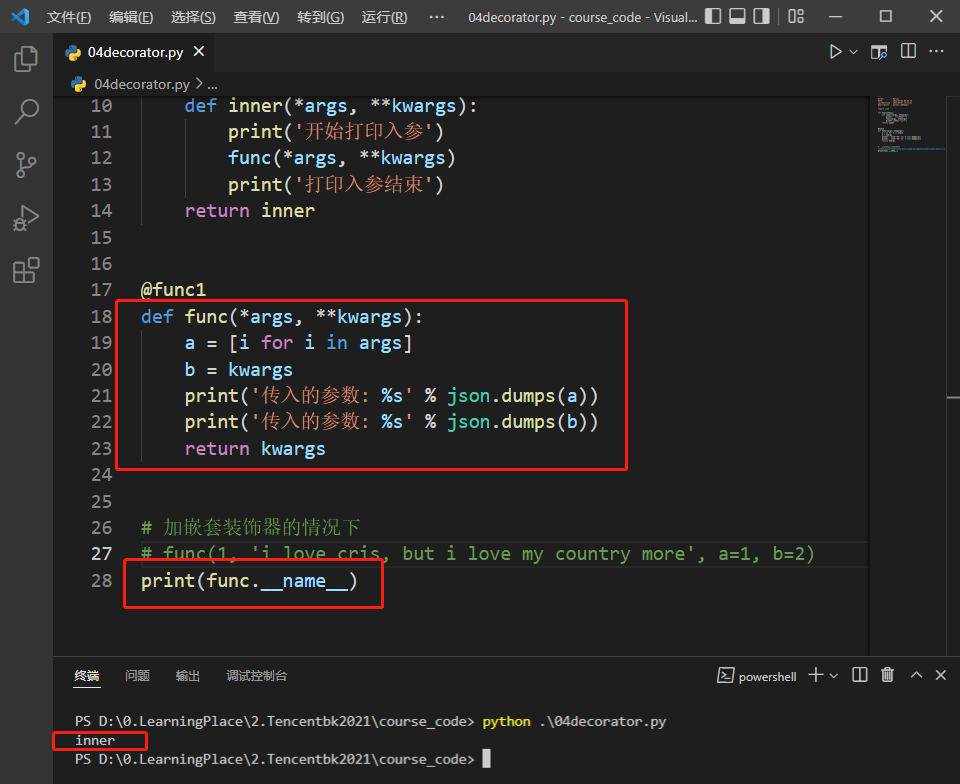 文件(F) 编辑(E) 选择(S) 查看(V) 转到(G) 运行(R) ··· 04decorator.py - course_code - Visual...
04decorator.py
04decorator.py > ...
10 def inner(*args, **kwargs):
11 print('开始打印入参')
12 func(*args, **kwargs)
13 print('打印入参结束')
14 return inner
15
16
17 @func1
18 def func(*args, **kwargs):
19 a = [i for i in args]
20 b = kwargs
21 print('传入的参数: %s' % json.dumps(a))
22 print('传入的参数: %s' % json.dumps(b))
23 return kwargs
24
25
26 # 加嵌套装饰器的情况下
27 # func(1, 'i love cris, but i love my country more', a=1, b=2)
28 print(func.__name__)
终端 问题 输出 调试控制台 powershell
PS D:\0.LearningPlace\2.Tencentbk2021\course_code> python .\04decorator.py
inner
PS D:\0.LearningPlace\2.Tencentbk2021\course_code>